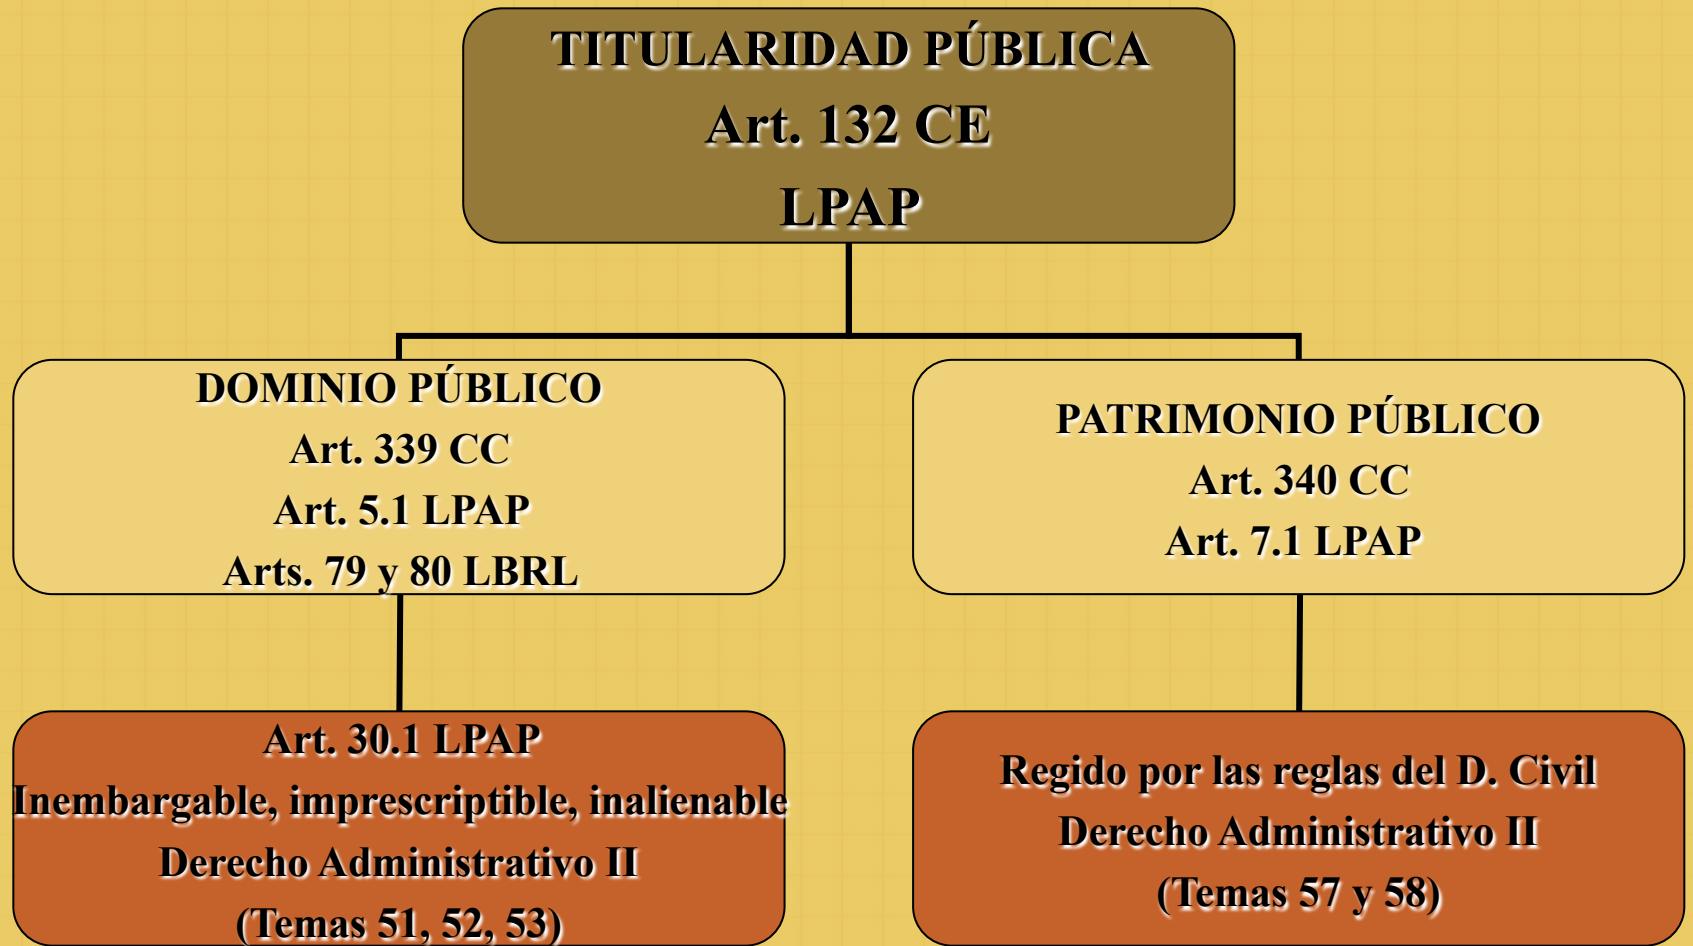 TITULARIDAD PÚBLICA
Art. 132 CE
LPAP
DOMINIO PÚBLICO
Art. 339 CC
Art. 5.1 LPAP
Arts. 79 y 80 LBRL
PATRIMONIO PÚBLICO
Art. 340 CC
Art. 7.1 LPAP
Art. 30.1 LPAP
Inembargable, imprescriptible, inalienable
Derecho Administrativo II
(Temas 51, 52, 53)
Regido por las reglas del D. Civil
Derecho Administrativo II
(Temas 57 y 58)